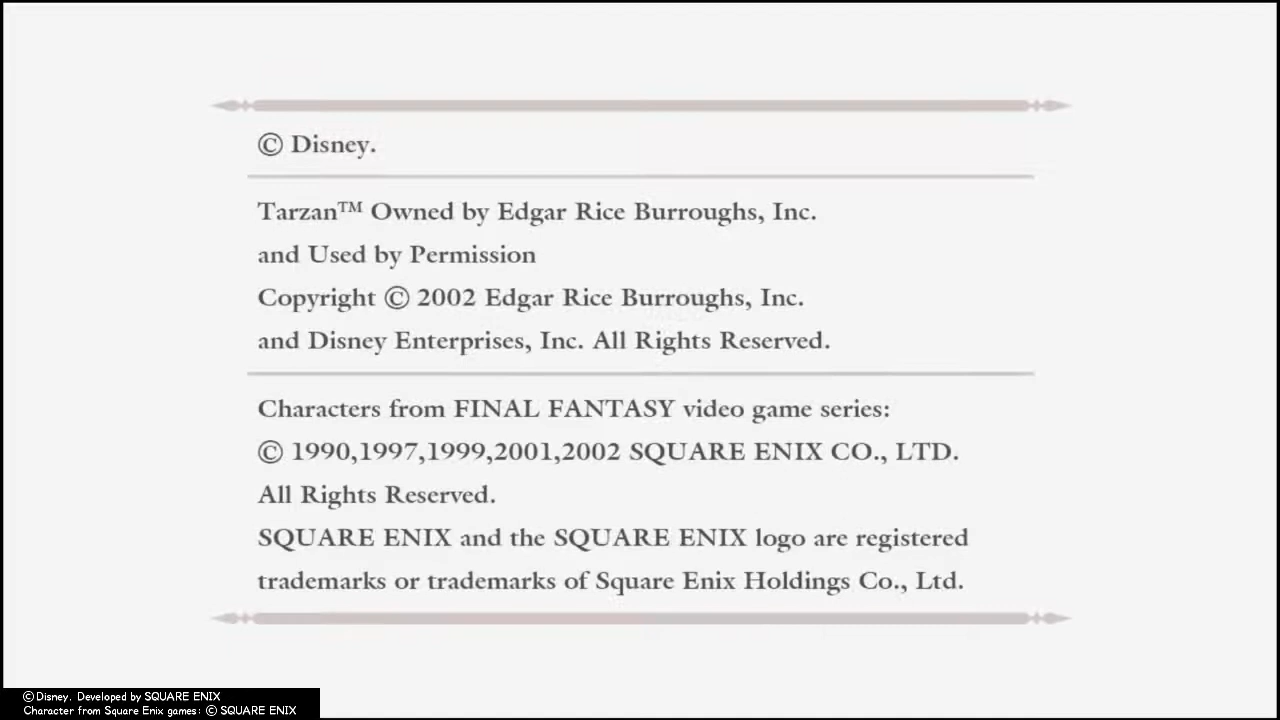 © Disney.
Tarzan™ Owned by Edgar Rice Burroughs, Inc.
and Used by Permission
Copyright © 2002 Edgar Rice Burroughs, Inc.
and Disney Enterprises, Inc. All Rights Reserved.
Characters from FINAL FANTASY video game series:
© 1990,1997,1999,2001,2002 SQUARE ENIX CO., LTD.
All Rights Reserved.
SQUARE ENIX and the SQUARE ENIX logo are registered
trademarks or trademarks of Square Enix Holdings Co., Ltd.
© Disney. Developed by SQUARE ENIX
Character from Square Enix games: © SQUARE ENIX